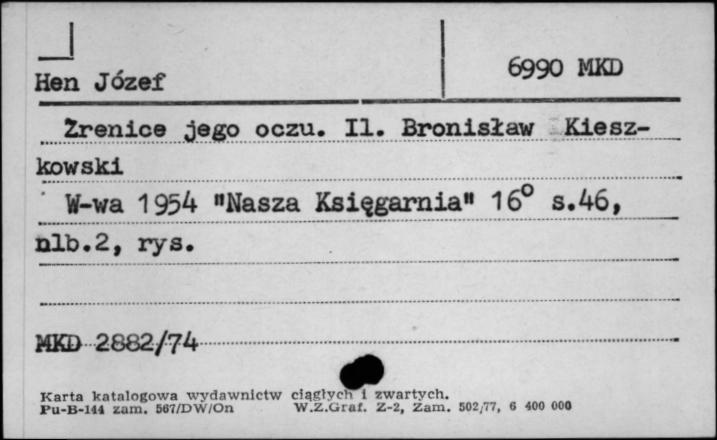 Hen Józef
6990 MKD
Źrenice jego oczu. Il. Bronisław Kiesz-
kowski
W-wa 1954 "Nasza Księgarnia" 16° s.46,
nlb.2, rys.
MKD 2882/74
Karta katalogowa wydawnictw ciągłych i zwartych.
Pu-B-144 zam. 567/DW/On W.Z.Graf. Z-2, Zam. 502/77, 6 400 000